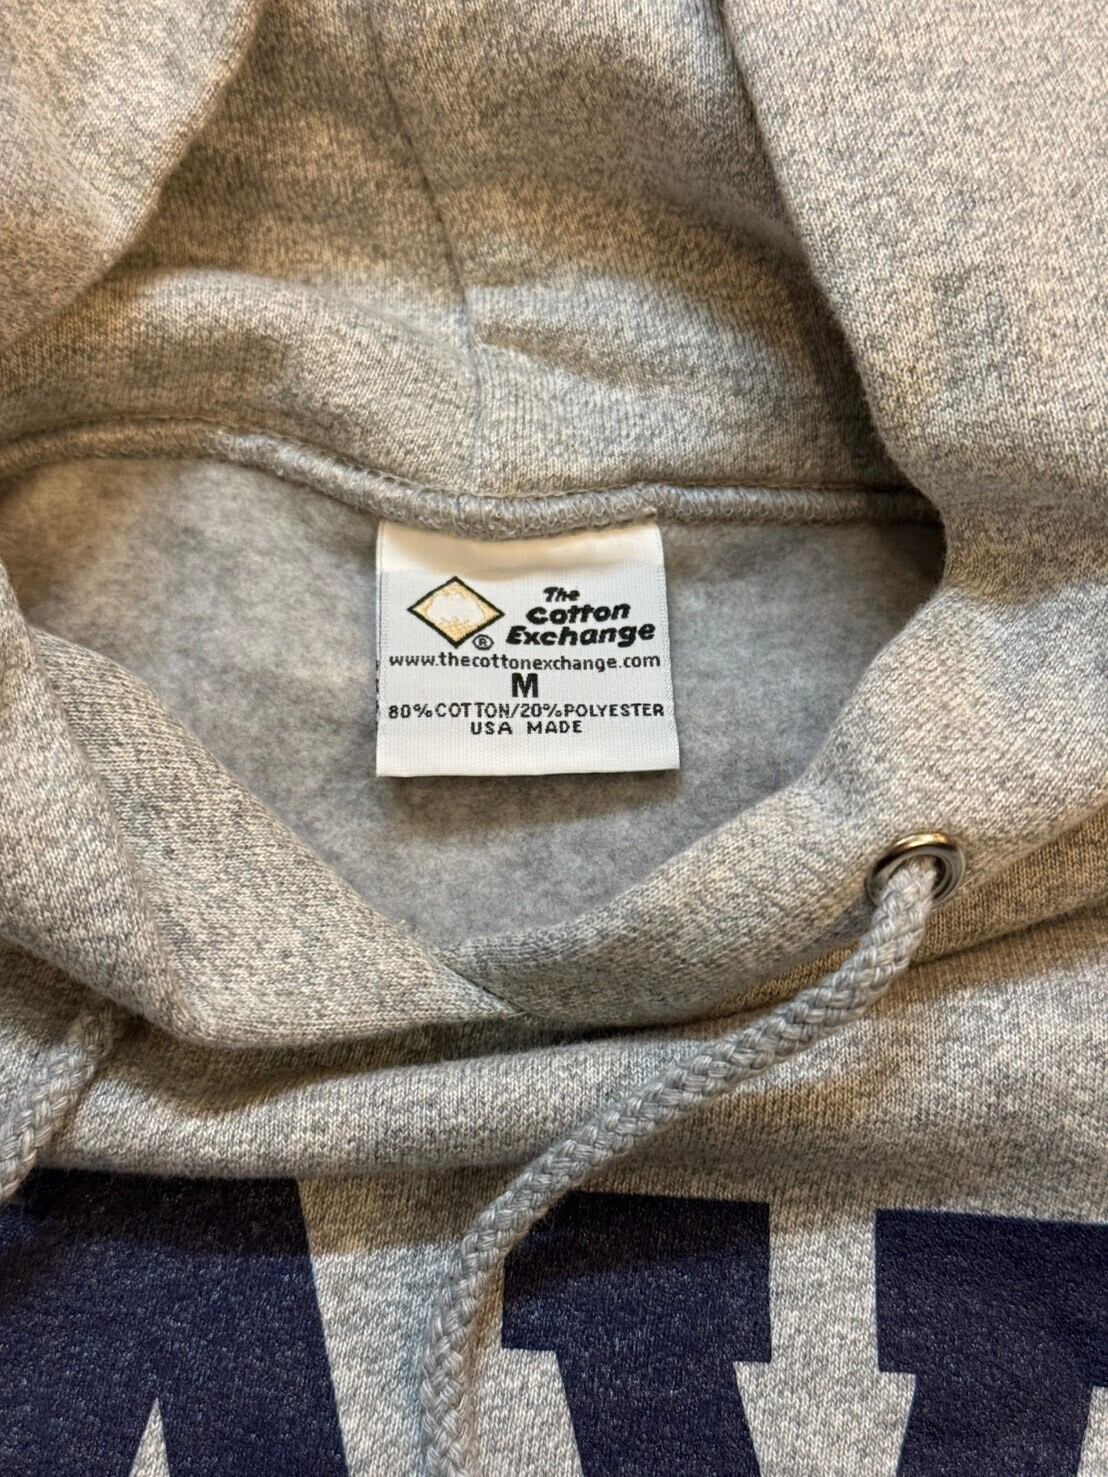 The
Cotton
Exchange
®
www.thecottonexchange.com
M
80%COTTON/20%POLYESTER
USA MADE